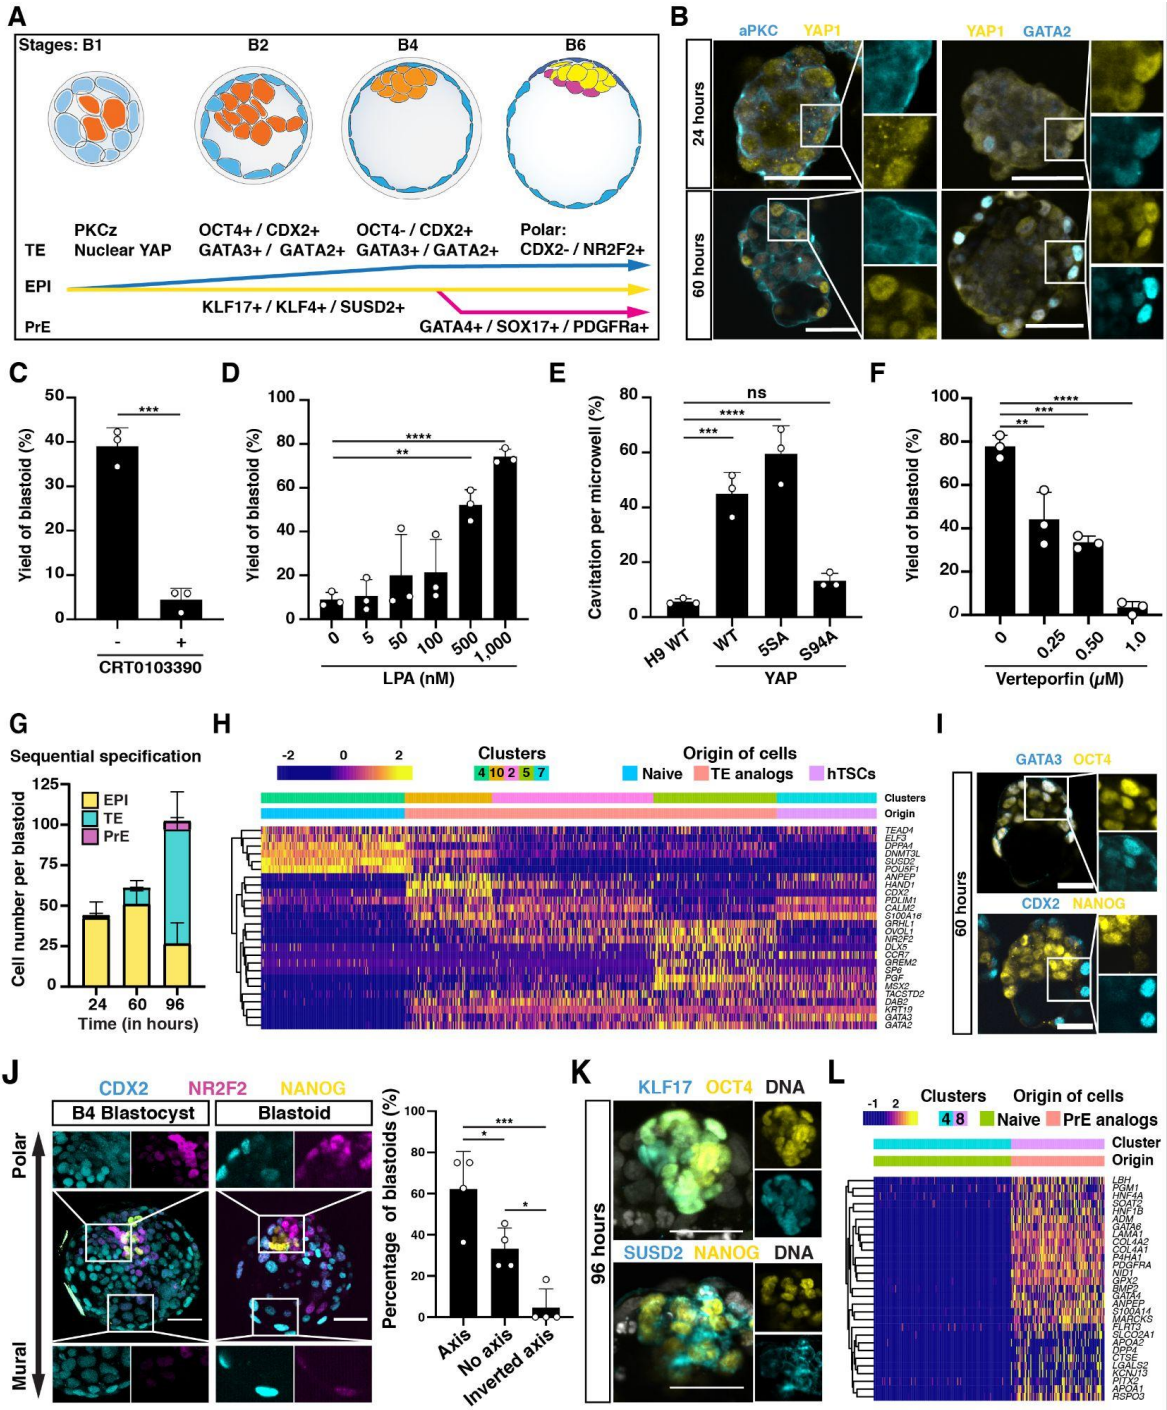 A
Stages: B1
B2
B4
B6
TE
PKCz
Nuclear YAP
OCT4+ / CDX2+
GATA3+ / GATA2+
OCT4- / CDX2+
GATA3+ / GATA2+
Polar:
CDX2- / NR2F2+
EPI
KLF17+ / KLF4+ / SUSD2+
PrE
GATA4+ / SOX17+ / PDGFRa+
B
aPKC YAP1
YAP1 GATA2
24 hours
60 hours
C
Yield of blastoid (%)
50
40
30
20
10
0
***
- +
CRT0103390
D
Yield of blastoid (%)
100
80
60
40
20
0
****
**
0 5 50 100 500 1,000
LPA (nM)
E
Cavitation per microwell (%)
80
60
40
20
0
ns
****
***
H9 WT WT 5SA S94A
YAP
F
Yield of blastoid (%)
100
80
60
40
20
0
****
***
**
0 0.25 0.50 1.0
Verteporfin (µM)
G
Sequential specification
Cell number per blastoid
125
100
75
50
25
0
EPI
TE
PrE
24 60 96
Time (in hours)
H
-2 0 2
Clusters
4 10 2 5 7
Origin of cells
Naive TE analogs hTSCs
Clusters
Origin
TEAD4
ELF3
DPPA4
DNMT3L
SUSD2
POU5F1
ANPEP
HAND1
CDX2
PDLIM1
CALM2
S100A16
GRHL1
OVOL1
NR2F2
DLX5
CCR7
GREM2
SP6
PGF
MSX2
TACSTD2
DAB2
KRT19
GATA3
GATA2
I
GATA3 OCT4
CDX2 NANOG
60 hours
J
CDX2 NR2F2 NANOG
B4 Blastocyst
Blastoid
Polar
Mural
Percentage of blastoids (%)
100
80
60
40
20
0
***
*
*
Axis
No axis
Inverted axis
K
KLF17 OCT4 DNA
SUSD2 NANOG DNA
96 hours
L
-1 2
Clusters
4 8
Origin of cells
Naive PrE analogs
Cluster
Origin
LBH
PGM1
HNF4A
SOAT2
HNF1B
ADM
GATA6
LAMA1
COL4A2
COL4A1
P4HA1
PDGFRA
NID1
GPX2
BMP2
GATA4
ANPEP
S100A14
MARCKS
FLRT3
SLCO2A1
APOA2
DPP4
CTSE
LGALS2
KCNJ13
PITX2
APOA1
RSPO3